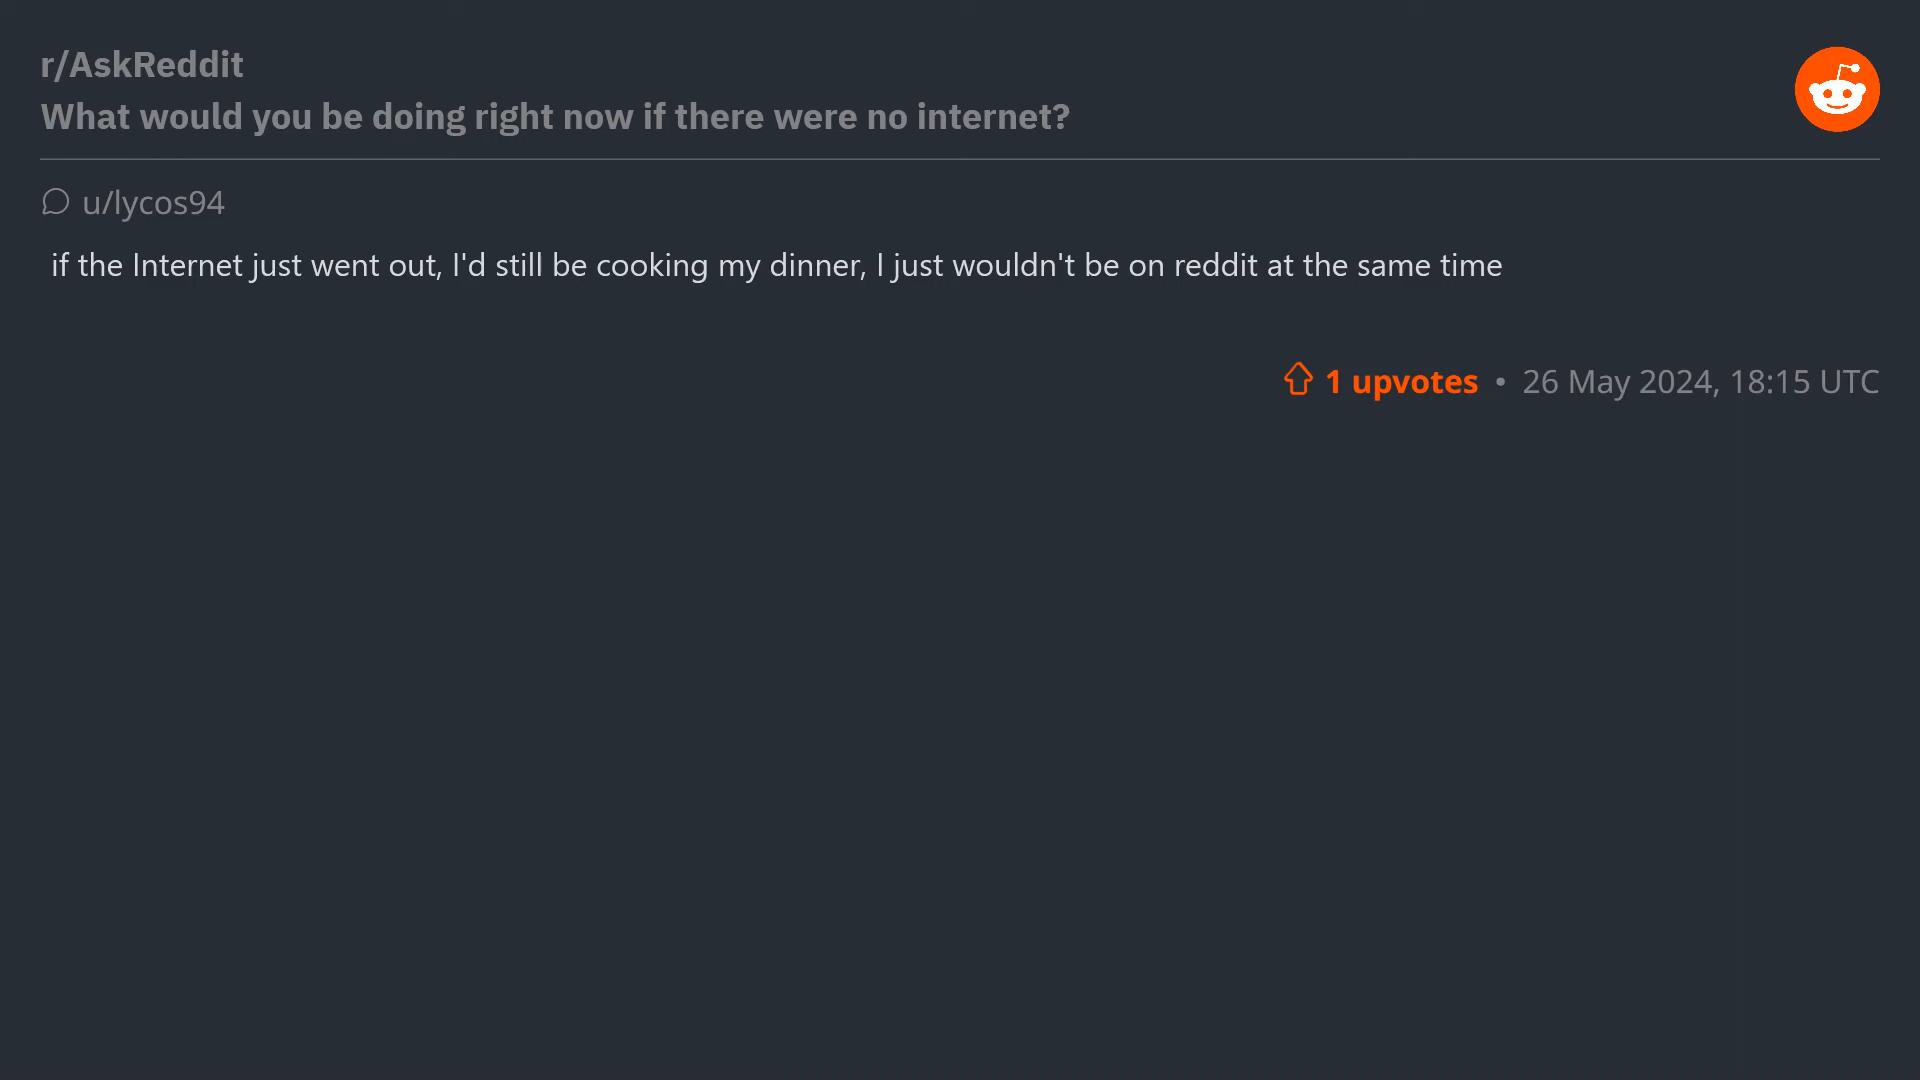 r/AskReddit
What would you be doing right now if there were no internet?
u/lycos94
if the Internet just went out, I'd still be cooking my dinner, I just wouldn't be on reddit at the same time
1 upvotes • 26 May 2024, 18:15 UTC